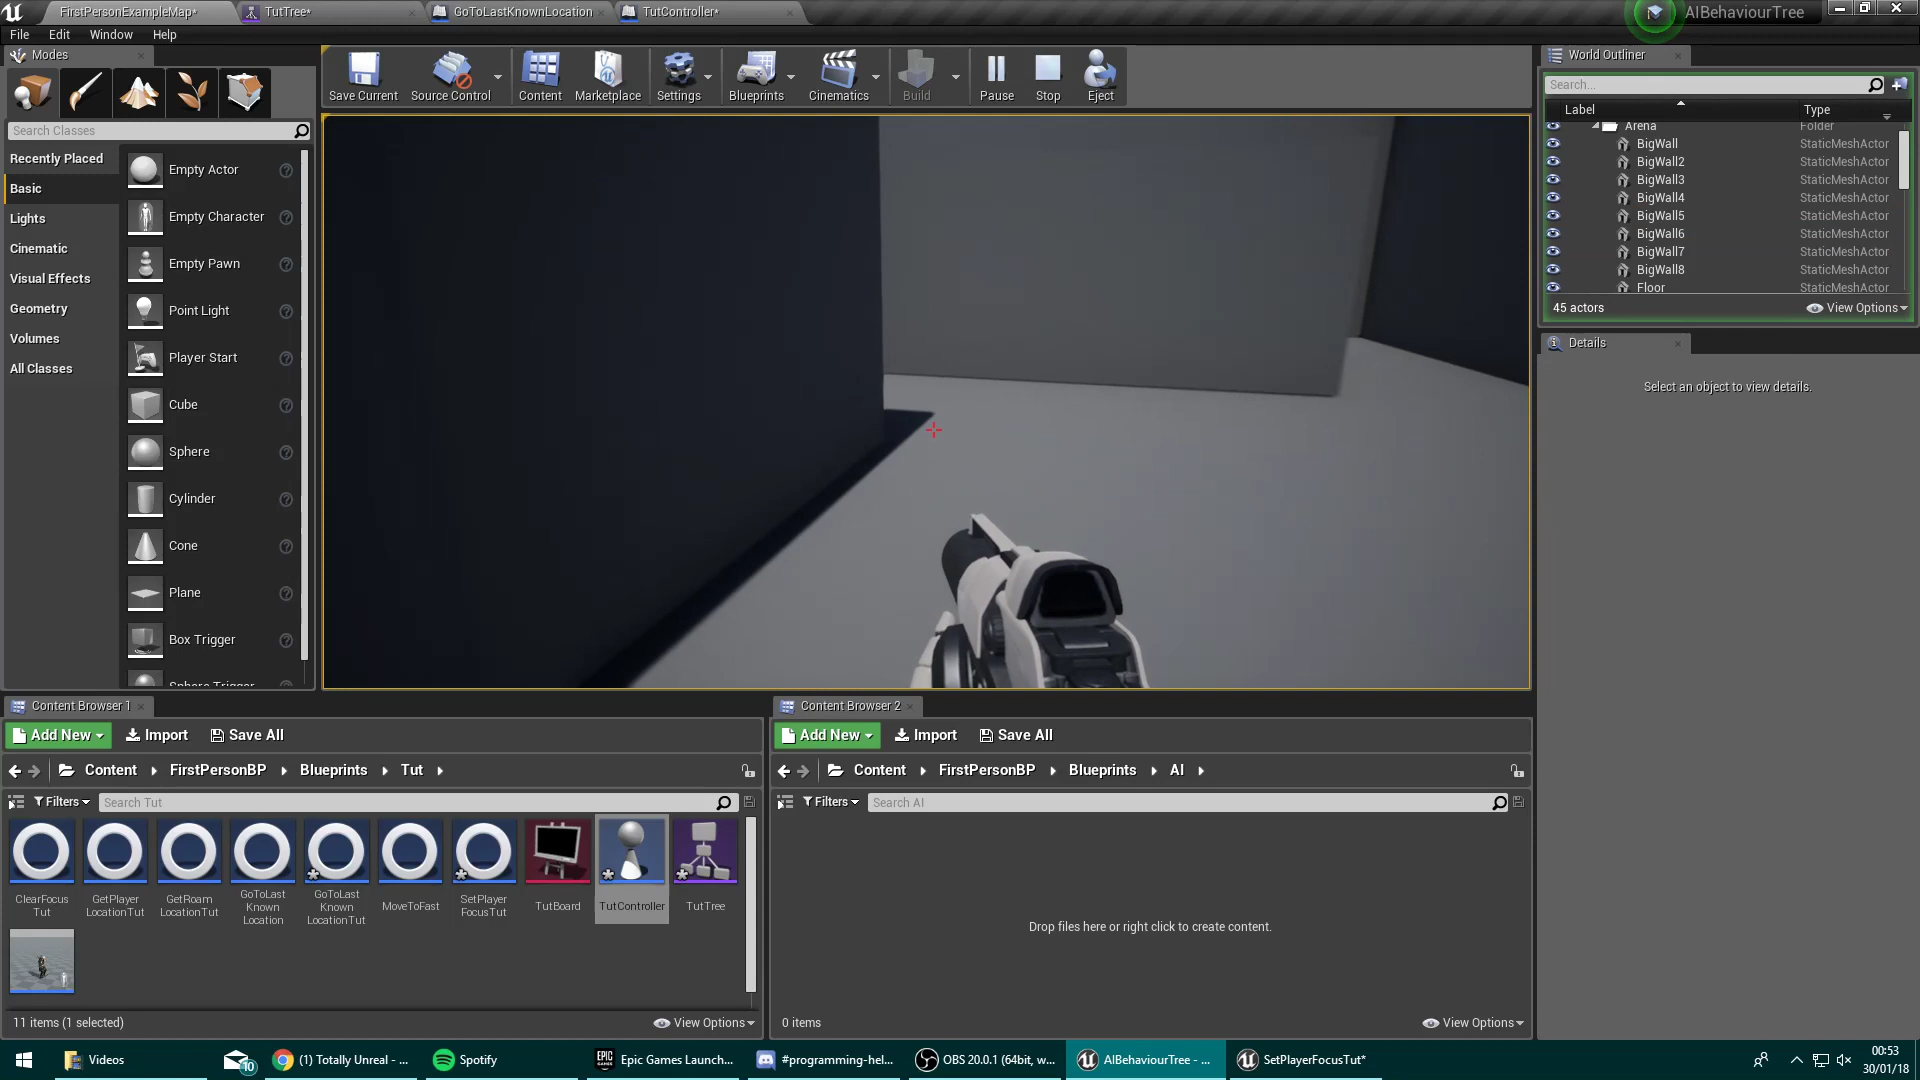 FirstPersonExampleMap*
TutTree*
GoToLastKnownLocation
TutController*
AIBehaviourTree
File Edit Window Help
Modes
Search Classes
Recently Placed
Basic
Lights
Cinematic
Visual Effects
Geometry
Volumes
All Classes
Empty Actor
Empty Character
Empty Pawn
Point Light
Player Start
Cube
Sphere
Cylinder
Cone
Plane
Box Trigger
Sphere Trigger
Save Current
Source Control
Content
Marketplace
Settings
Blueprints
Cinematics
Build
Pause
Stop
Eject
World Outliner
Search...
Label Type
Arena Folder
BigWall StaticMeshActor
BigWall2 StaticMeshActor
BigWall3 StaticMeshActor
BigWall4 StaticMeshActor
BigWall5 StaticMeshActor
BigWall6 StaticMeshActor
BigWall7 StaticMeshActor
BigWall8 StaticMeshActor
Floor StaticMeshActor
45 actors View Options
Details
Select an object to view details.
Content Browser 1
Add New Import Save All
Content FirstPersonBP Blueprints Tut
Filters Search Tut
ClearFocus
Tut
GetPlayer
LocationTut
GetRoam
LocationTut
GoToLast
Known
Location
GoToLast
Known
LocationTut
MoveToFast
SetPlayer
FocusTut
TutBoard
TutController
TutTree
11 items (1 selected) View Options
Content Browser 2
Add New Import Save All
Content FirstPersonBP Blueprints AI
Filters Search AI
Drop files here or right click to create content.
0 items View Options
Videos
10
(1) Totally Unreal - ...
Spotify
EPIC GAMES
Epic Games Launch...
#programming-hel...
OBS 20.0.1 (64bit, w...
AIBehaviourTree - ...
SetPlayerFocusTut*
00:53
30/01/18